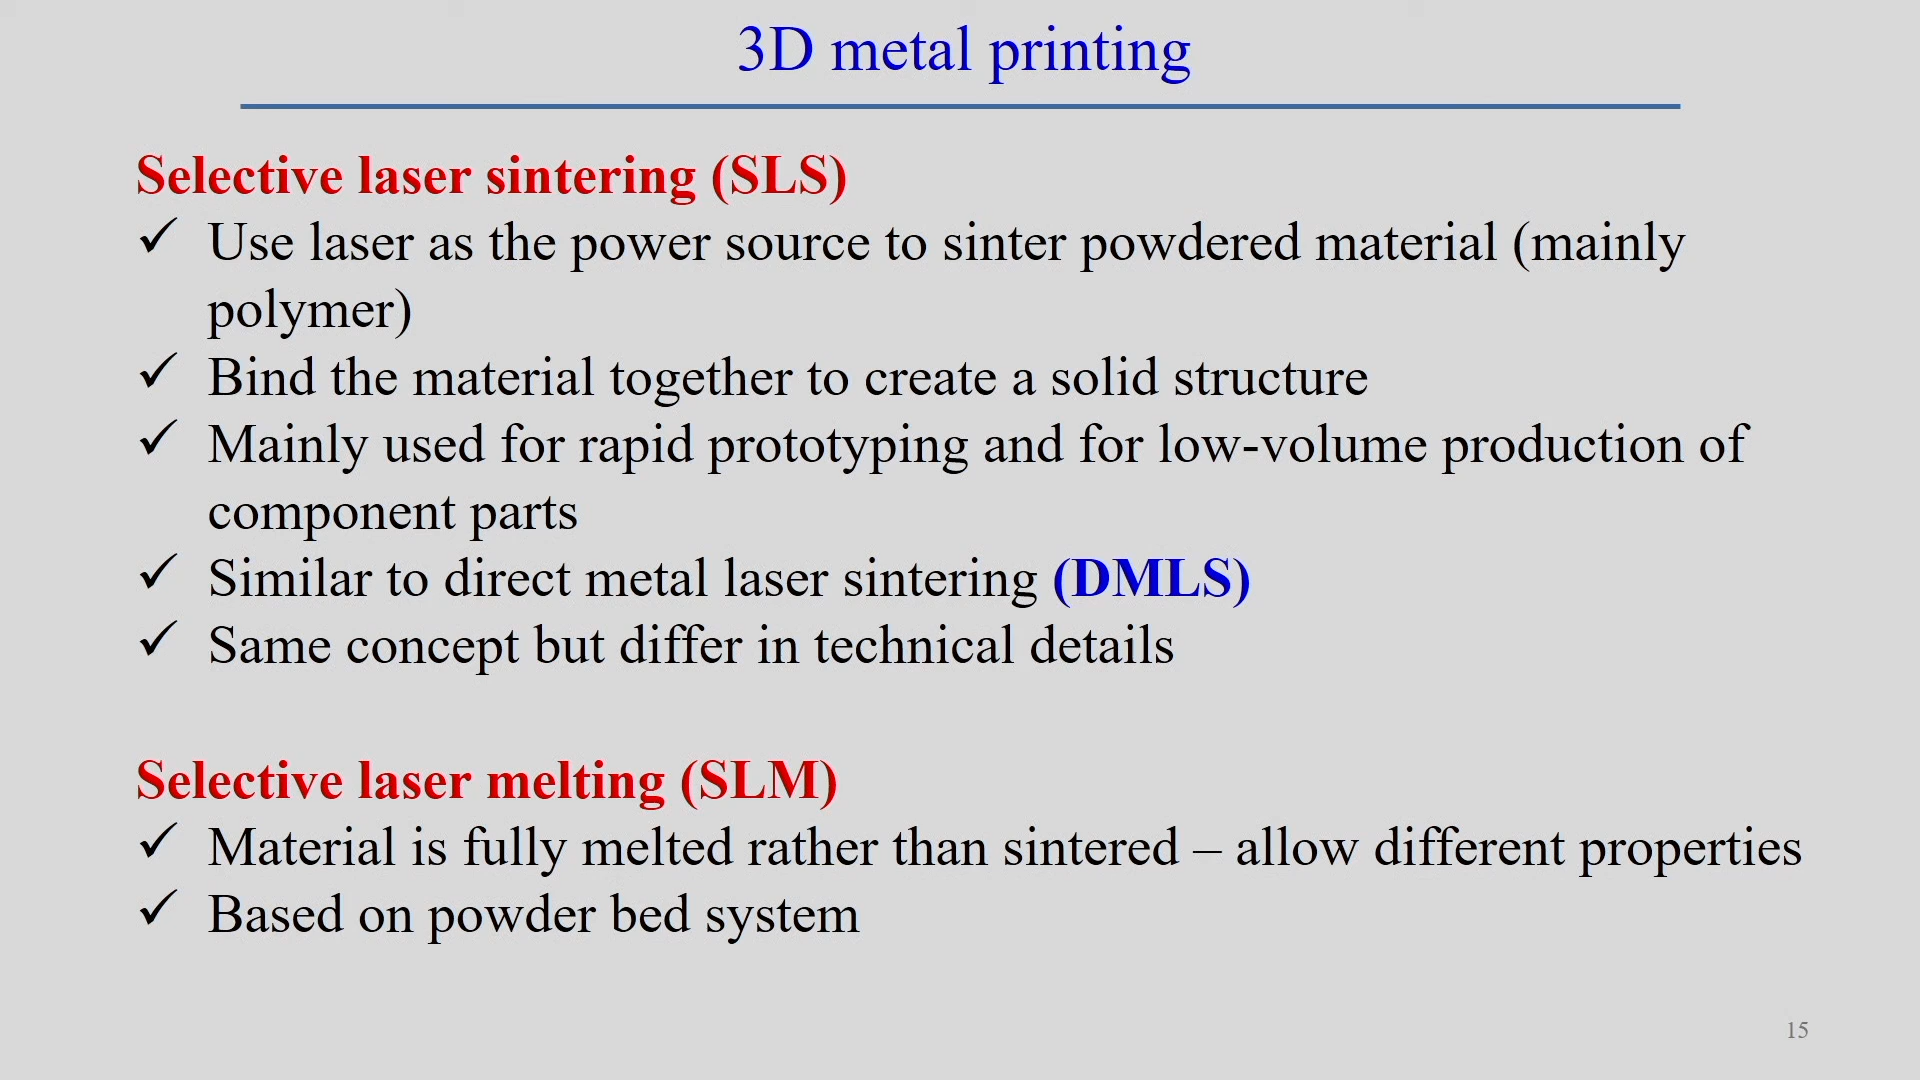 3D metal printing
Selective laser sintering (SLS)
✓ Use laser as the power source to sinter powdered material (mainly
polymer)
✓ Bind the material together to create a solid structure
✓ Mainly used for rapid prototyping and for low-volume production of
component parts
✓ Similar to direct metal laser sintering (DMLS)
✓ Same concept but differ in technical details
Selective laser melting (SLM)
✓ Material is fully melted rather than sintered – allow different properties
✓ Based on powder bed system
15